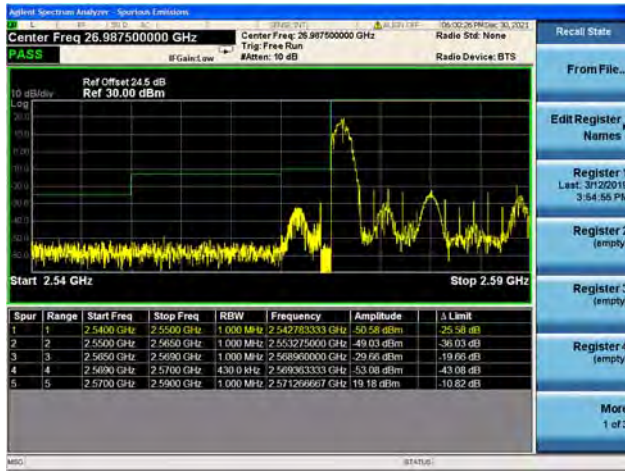 Agilent Spectrum Analyzer - Spurious Emissions
06:00:26 PM Dec 30, 2021
Center Freq 26.987500000 GHz
Center Freq: 26.987500000 GHz
Radio Std: None
Trig: Free Run
PASS
IFGain:Low
#Atten: 10 dB
Radio Device: BTS
Ref Offset 24.5 dB
10 dB/div
Ref 30.00 dBm
Log
Start 2.54 GHz
Stop 2.59 GHz
Spur Range Start Freq Stop Freq RBW Frequency Amplitude Δ Limit
1 1 2.5400 GHz 2.5500 GHz 1.000 MHz 2.542783333 GHz -50.58 dBm -25.58 dB
2 2 2.5500 GHz 2.5650 GHz 1.000 MHz 2.553275000 GHz -49.03 dBm -36.03 dB
3 3 2.5650 GHz 2.5690 GHz 1.000 MHz 2.568960000 GHz -29.66 dBm -19.66 dB
4 4 2.5690 GHz 2.5700 GHz 430.0 kHz 2.569363333 GHz -53.08 dBm -43.08 dB
5 5 2.5700 GHz 2.5900 GHz 1.000 MHz 2.571266667 GHz 19.18 dBm -10.82 dB
MSG
STATUS
Recall State
From File..
Edit Register
Names
Register 1
Last: 3/12/2019
3:54:55 PM
Register 2
(empty
Register 3
(empty
Register 4
(empty
More
1 of